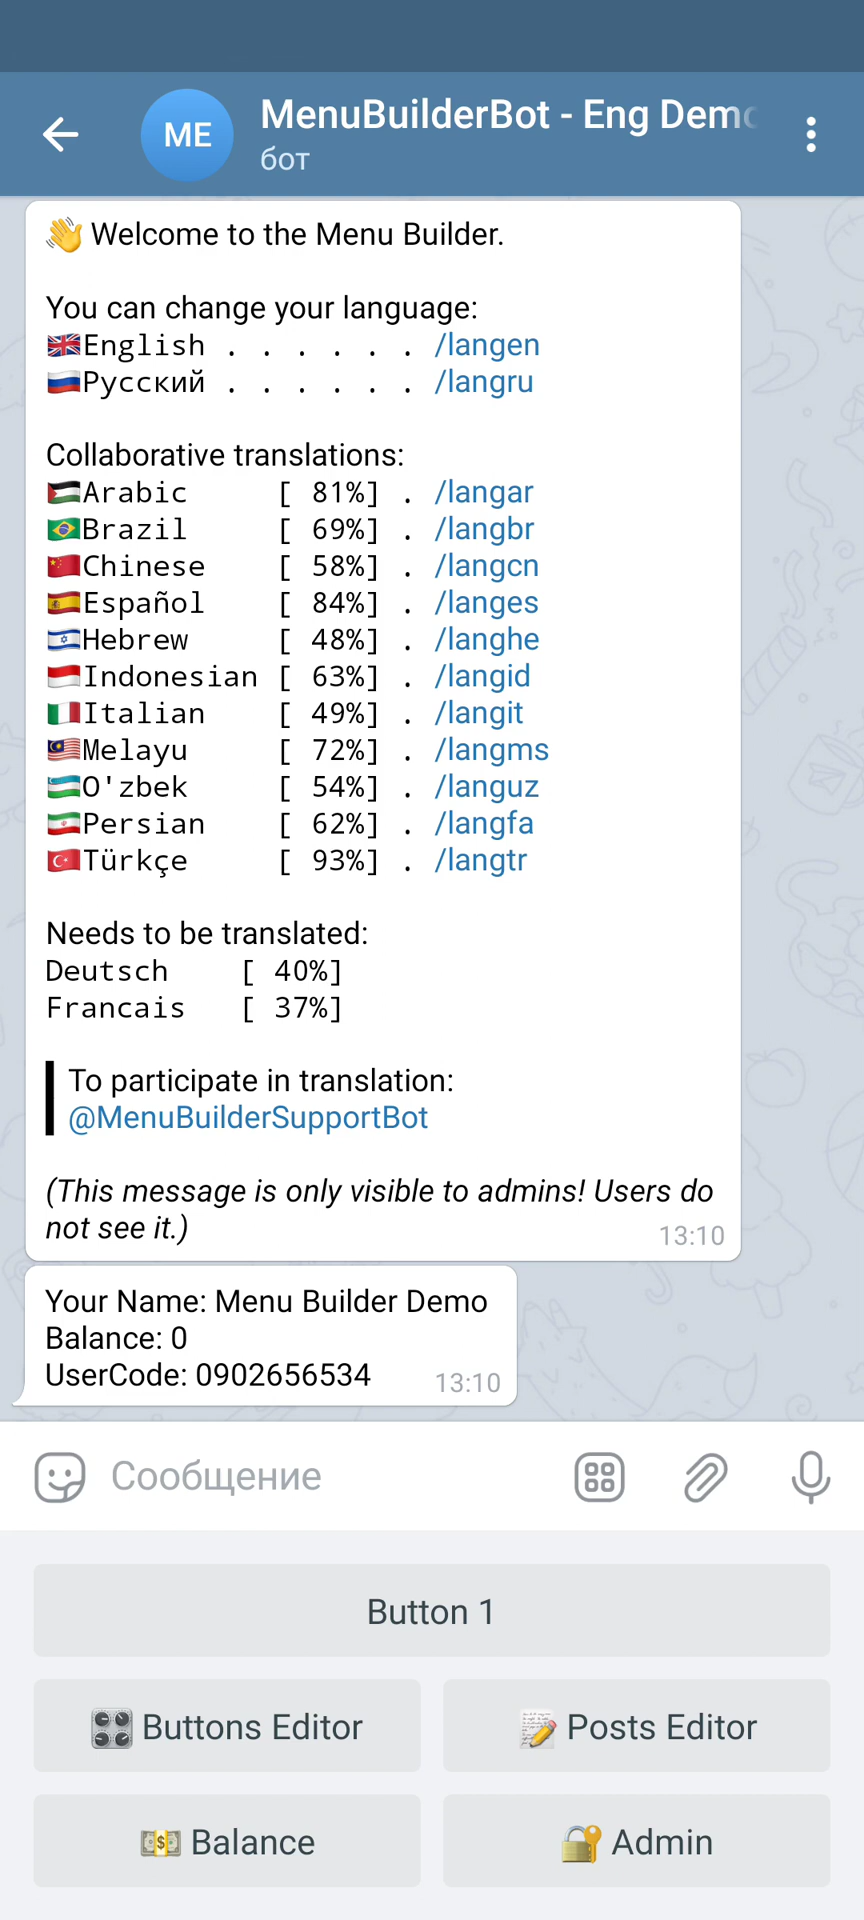 ME
MenuBuilderBot - Eng Demo
бот
👋 Welcome to the Menu Builder.
You can change your language:
🇬🇧English . . . . . . /langen
🇷🇺Русский . . . . . . /langru
Collaborative translations:
🇵🇸Arabic [ 81%] . /langar
🇧🇷Brazil [ 69%] . /langbr
🇨🇳Chinese [ 58%] . /langcn
🇪🇸Español [ 84%] . /langes
🇮🇱Hebrew [ 48%] . /langhe
🇮🇩Indonesian [ 63%] . /langid
🇮🇹Italian [ 49%] . /langit
🇲🇾Melayu [ 72%] . /langms
🇺🇿O'zbek [ 54%] . /languz
🇮🇷Persian [ 62%] . /langfa
🇹🇷Türkçe [ 93%] . /langtr
Needs to be translated:
Deutsch [ 40%]
Francais [ 37%]
To participate in translation:
@MenuBuilderSupportBot
(This message is only visible to admins! Users do
not see it.)
13:10
Your Name: Menu Builder Demo
Balance: 0
UserCode: 0902656534
13:10
Сообщение
Button 1
🎛 Buttons Editor
📝 Posts Editor
💵 Balance
🔐 Admin